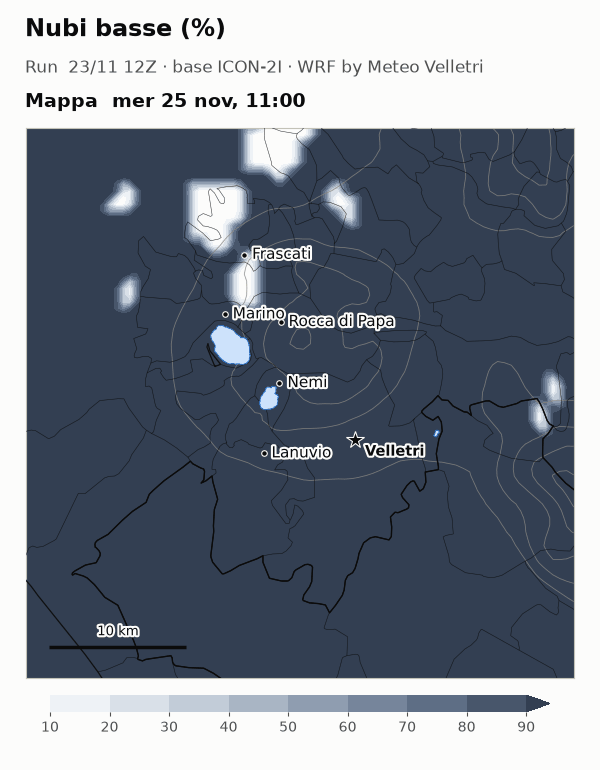 Nubi basse (%)
Run  23/11 12Z · base ICON-2I · WRF by Meteo Velletri
Mappa  mer 25 nov, 11:00
Frascati
Marino
Rocca di Papa
Nemi
Velletri
Lanuvio
10 km
10 20 30 40 50 60 70 80 90